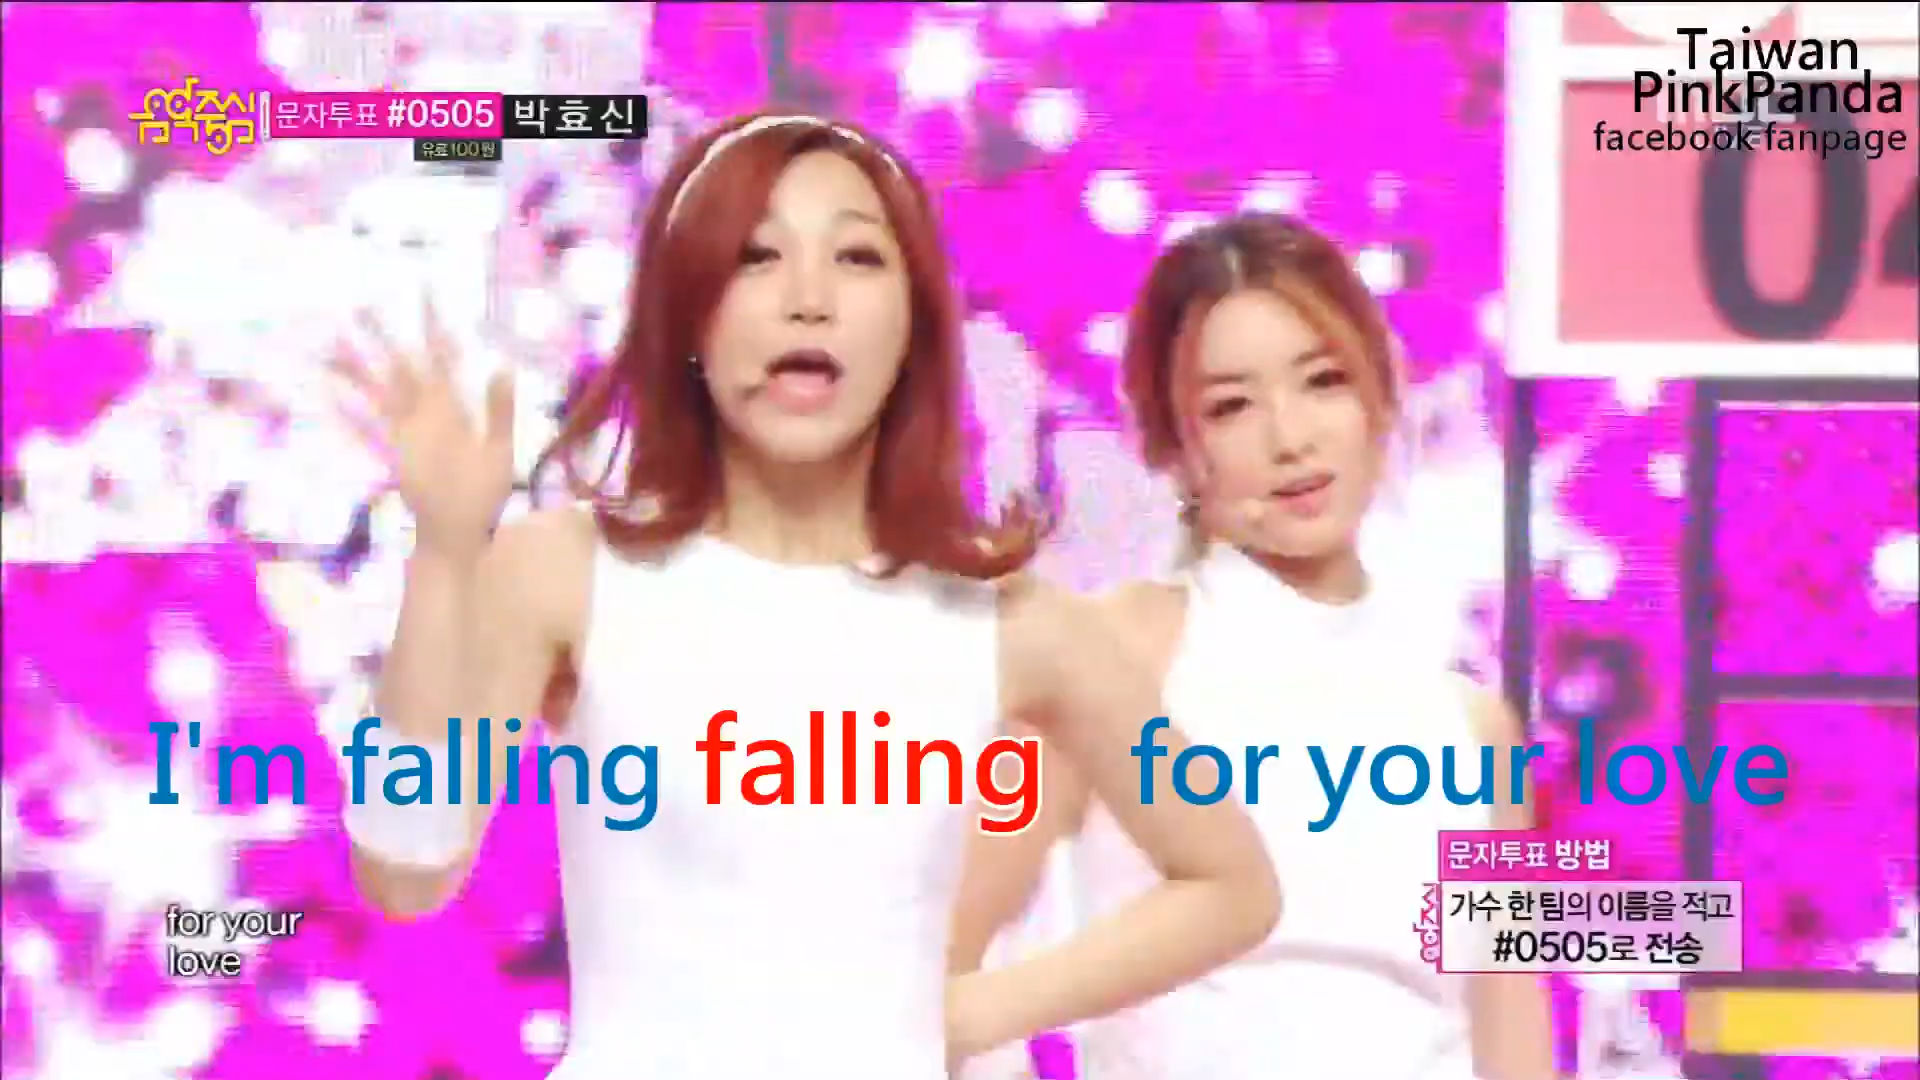 Taiwan
PinkPanda
facebook fanpage
음악중심 문자투표 #0505 박효신
유료100원
04
I'm falling falling for your love
for your
love
문자투표 방법
가수 한 팀의 이름을 적고
#0505로 전송